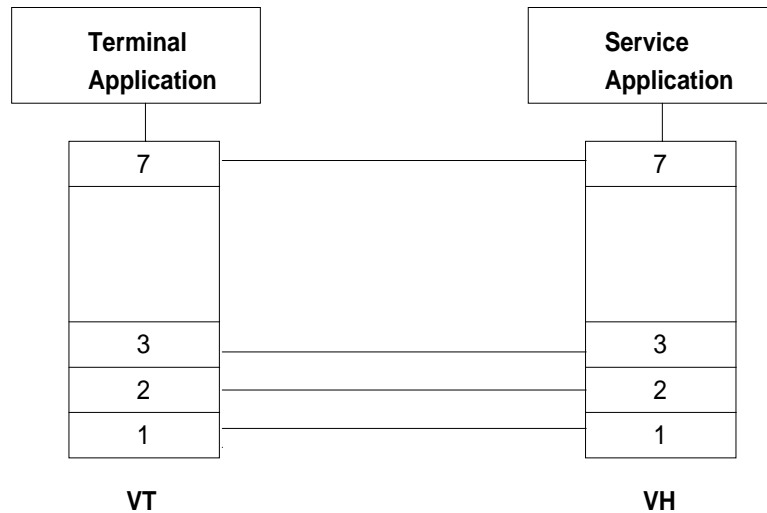 Terminal
Application
Service
Application
7
7
3
3
2
2
1
1
VT
VH